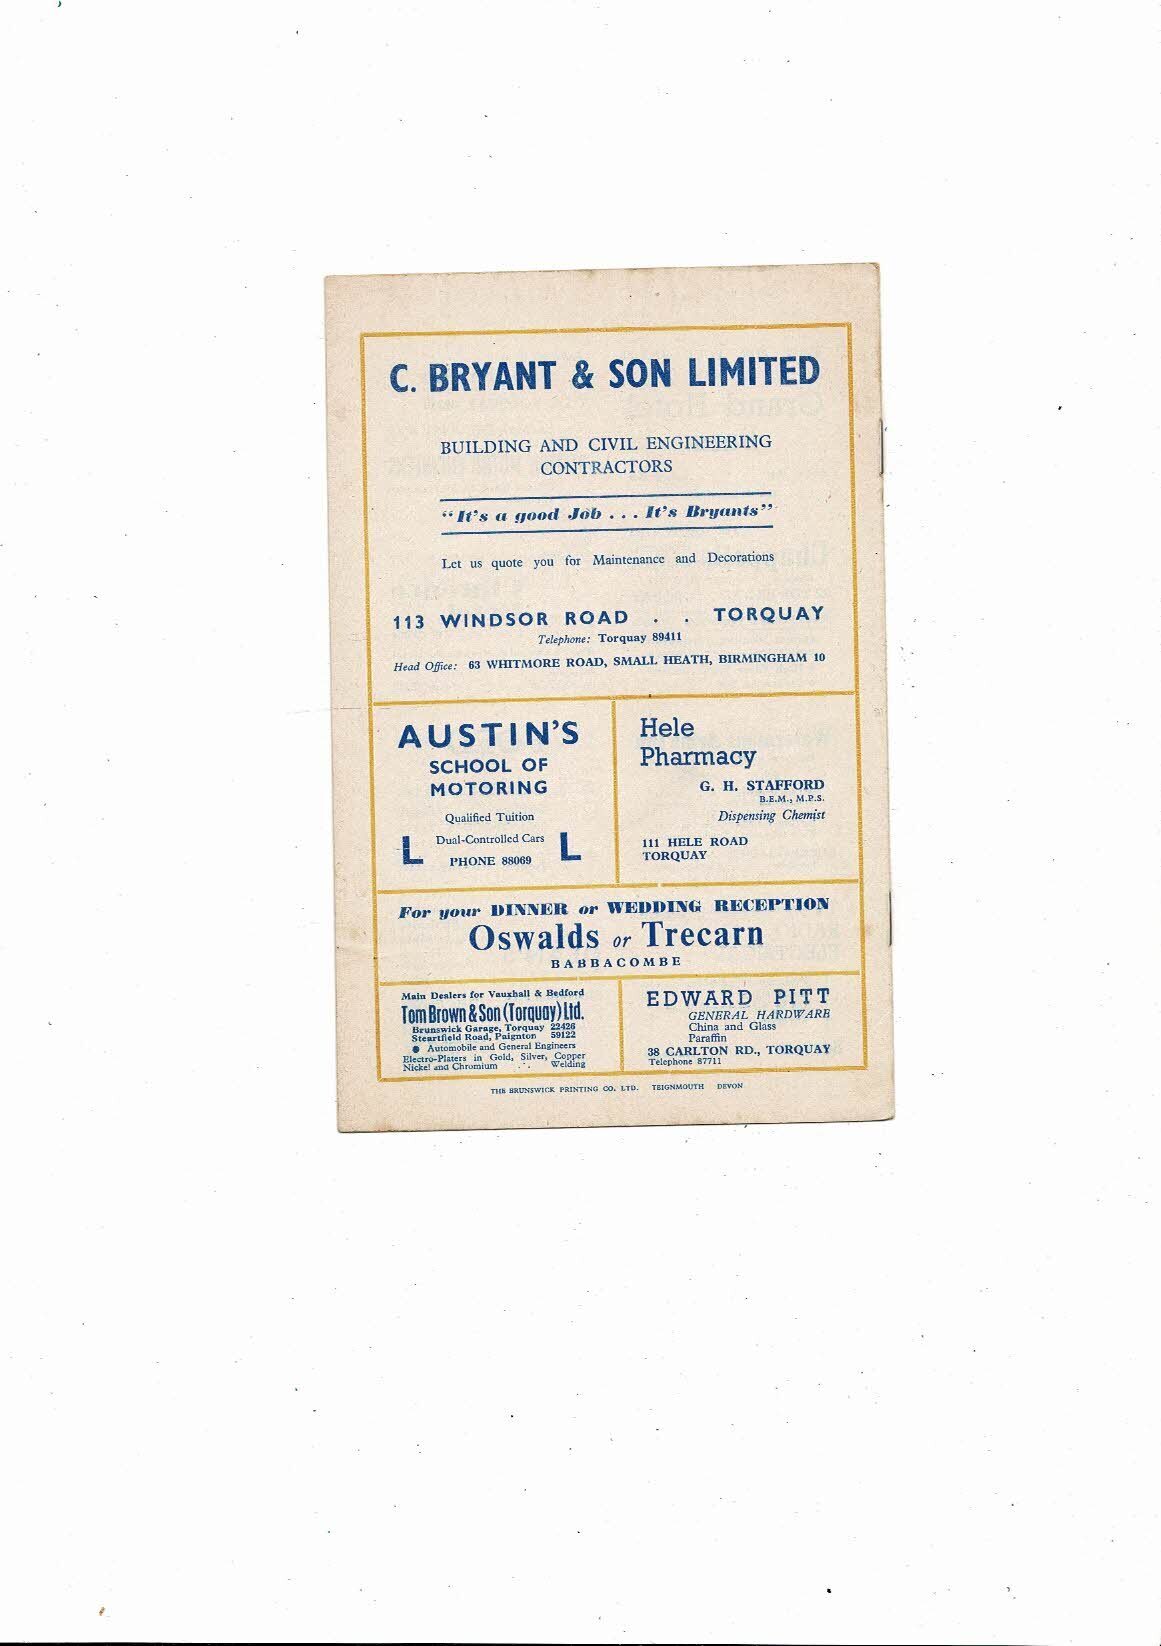 C. BRYANT & SON LIMITED
BUILDING AND CIVIL ENGINEERING
CONTRACTORS
"It's a good Job . . . It's Bryants"
Let us quote you for Maintenance and Decorations
113 WINDSOR ROAD . . TORQUAY
Telephone: Torquay 89411
Head Office: 63 WHITMORE ROAD, SMALL HEATH, BIRMINGHAM 10
AUSTIN'S
SCHOOL OF
MOTORING
Qualified Tuition
Dual-Controlled Cars
L L
PHONE 88069
Hele
Pharmacy
G. H. STAFFORD
B.E.M., M.P.S.
Dispensing Chemist
111 HELE ROAD
TORQUAY
For your DINNER or WEDDING RECEPTION
Oswalds or Trecarn
BABBACOMBE
Main Dealers for Vauxhall & Bedford
Tom Brown & Son (Torquay) Ltd.
Brunswick Garage, Torquay 22426
Steartfield Road, Paignton 59122
● Automobile and General Engineers
Electro-Platers in Gold, Silver, Copper
Nickel and Chromium .·. Welding
EDWARD PITT
GENERAL HARDWARE
China and Glass
Paraffin
38 CARLTON RD., TORQUAY
Telephone 87711
THE BRUNSWICK PRINTING CO. LTD. TEIGNMOUTH DEVON